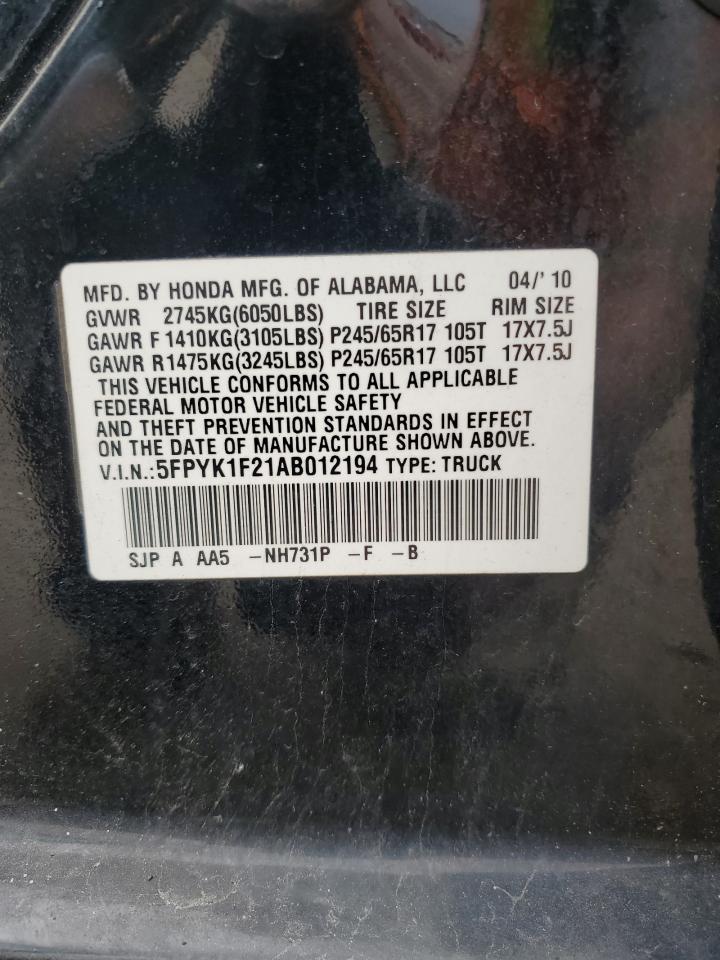 MFD. BY HONDA MFG. OF ALABAMA, LLC 04/'10
GVWR 2745KG(6050LBS) TIRE SIZE RIM SIZE
GAWR F1410KG(3105LBS) P245/65R17 105T 17X7.5J
GAWR R1475KG(3245LBS) P245/65R17 105T 17X7.5J
THIS VEHICLE CONFORMS TO ALL APPLICABLE
FEDERAL MOTOR VEHICLE SAFETY
AND THEFT PREVENTION STANDARDS IN EFFECT
ON THE DATE OF MANUFACTURE SHOWN ABOVE.
V.I.N.:5FPYK1F21AB012194 TYPE: TRUCK
SJP A AA5 -NH731P -F -B